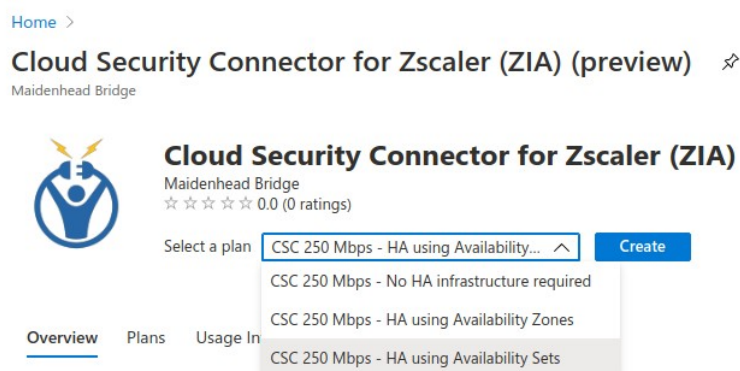 Home >
Cloud Security Connector for Zscaler (ZIA) (preview)
Maidenhead Bridge
Cloud Security Connector for Zscaler (ZIA)
Maidenhead Bridge
0.0 (0 ratings)
Select a plan CSC 250 Mbps - HA using Availability... Create
CSC 250 Mbps - No HA infrastructure required
CSC 250 Mbps - HA using Availability Zones
Overview Plans Usage In
CSC 250 Mbps - HA using Availability Sets